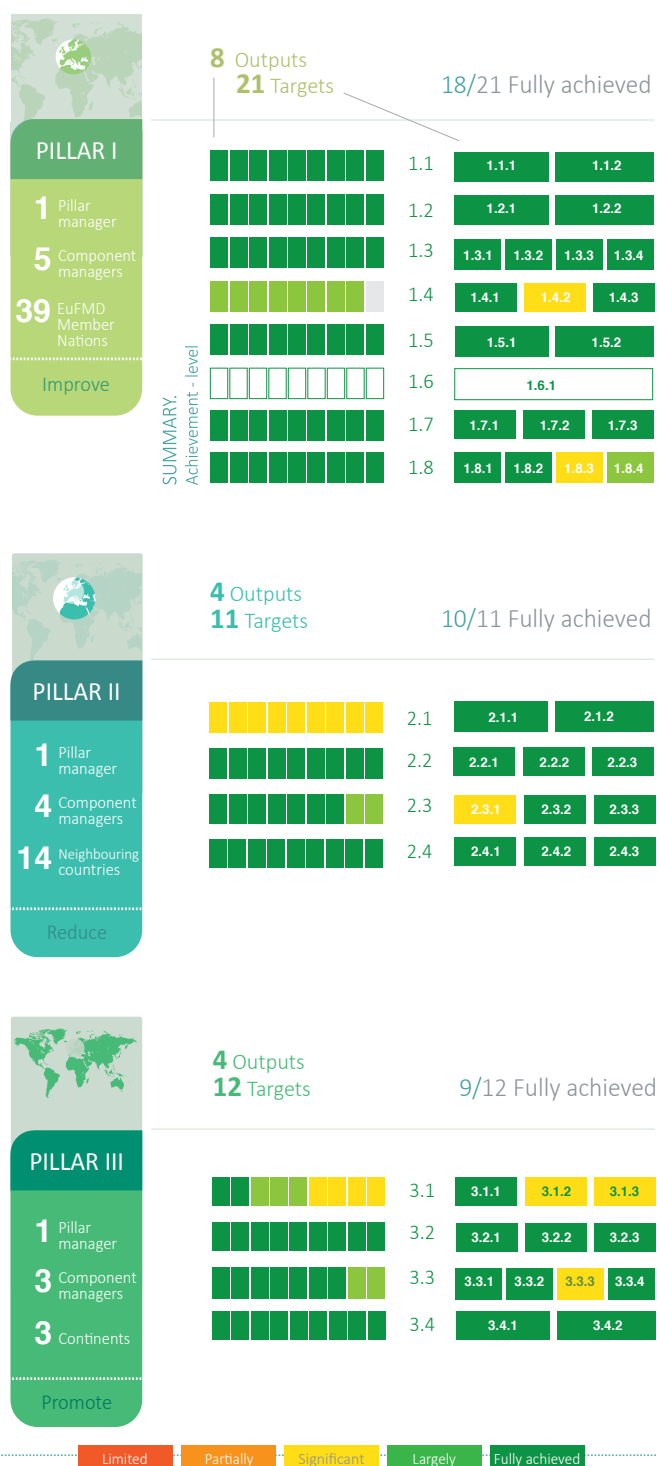 8 Outputs
21 Targets
18/21 Fully achieved
PILLAR I
1 Pillar
manager
5 Component
managers
39 EuFMD
Member
Nations
Improve
SUMMARY.
Achievement - level
1.1
1.1.1
1.1.2
1.2
1.2.1
1.2.2
1.3
1.3.1
1.3.2
1.3.3
1.3.4
1.4
1.4.1
1.4.2
1.4.3
1.5
1.5.1
1.5.2
1.6
1.6.1
1.7
1.7.1
1.7.2
1.7.3
1.8
1.8.1
1.8.2
1.8.3
1.8.4
4 Outputs
11 Targets
10/11 Fully achieved
PILLAR II
1 Pillar
manager
4 Component
managers
14 Neighbouring
countries
Reduce
2.1
2.1.1
2.1.2
2.2
2.2.1
2.2.2
2.2.3
2.3
2.3.1
2.3.2
2.3.3
2.4
2.4.1
2.4.2
2.4.3
4 Outputs
12 Targets
9/12 Fully achieved
PILLAR III
1 Pillar
manager
3 Component
managers
3 Continents
Promote
3.1
3.1.1
3.1.2
3.1.3
3.2
3.2.1
3.2.2
3.2.3
3.3
3.3.1
3.3.2
3.3.3
3.3.4
3.4
3.4.1
3.4.2
Limited
Partially
Significant
Largely
Fully achieved